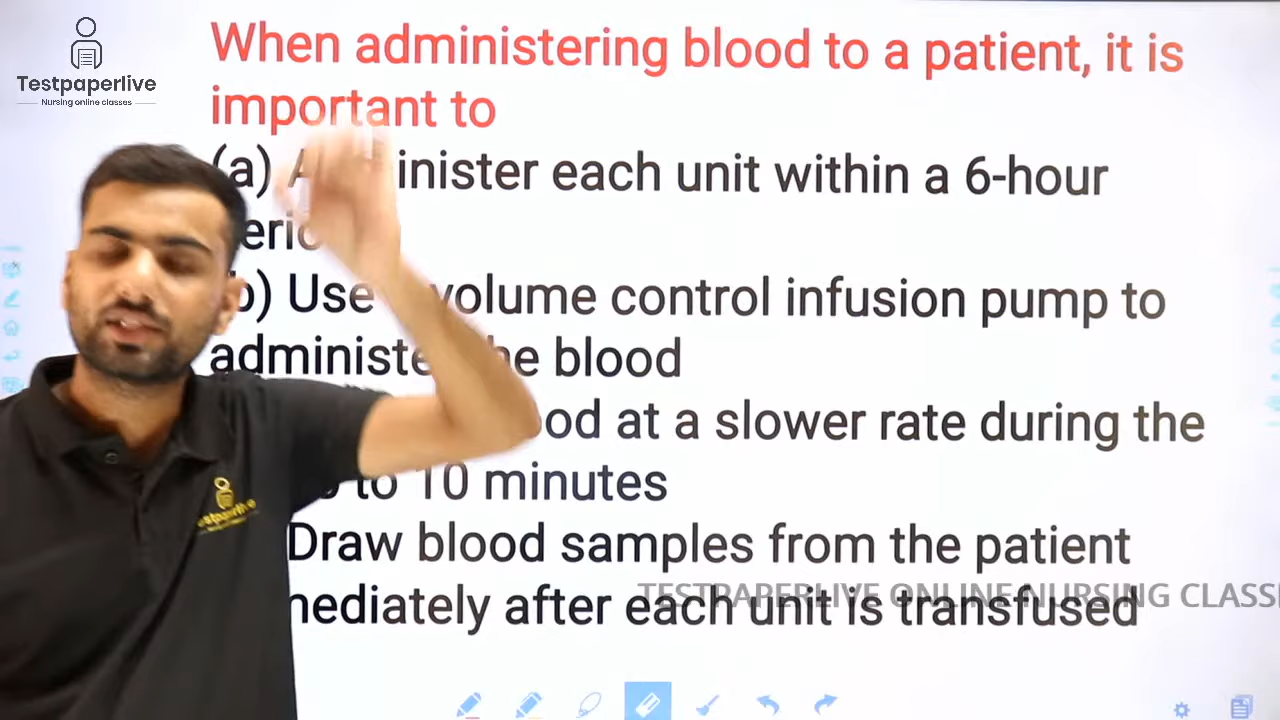 Testpaperlive
Nursing online classes
When administering blood to a patient, it is
important to
(a) inister each unit within a 6-hour
b) Use volume control infusion pump to
administe he blood
ood at a slower rate during the
to 10 minutes
Draw blood samples from the patient
mediately after each unit is transfused
TESTPAPERLIVE ONLINE NURSING CLASS